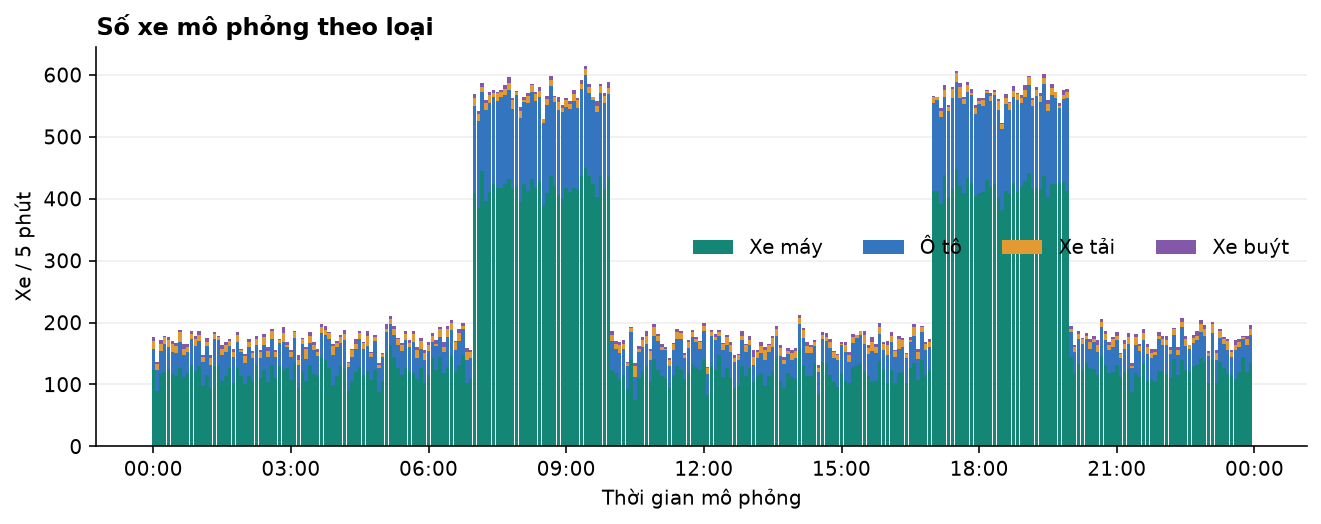 Số xe mô phỏng theo loại
Xe / 5 phút
600
500
400
300
200
100
0
Xe máy
Ô tô
Xe tải
Xe buýt
00:00
03:00
06:00
09:00
12:00
15:00
18:00
21:00
00:00
Thời gian mô phỏng